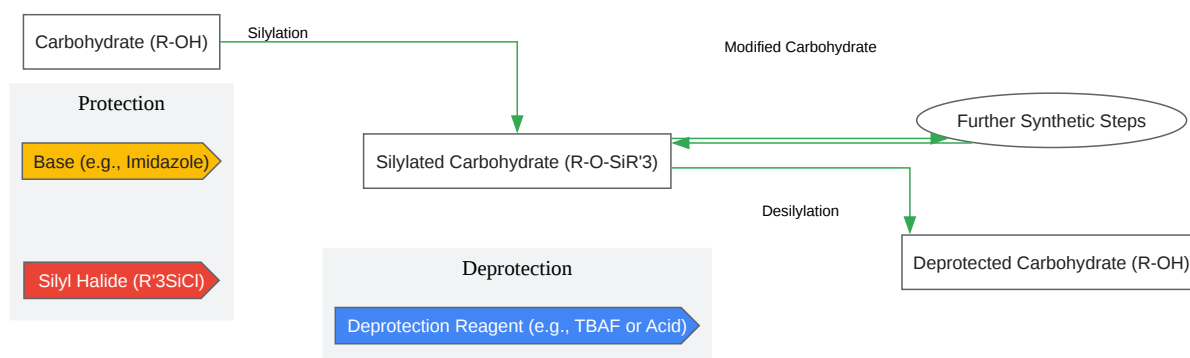 Carbohydrate (R-OH)
Silylation
Modified Carbohydrate
Protection
Base (e.g., Imidazole)
Silyl Halide (R'3SiCl)
Silylated Carbohydrate (R-O-SiR'3)
Further Synthetic Steps
Desilylation
Deprotected Carbohydrate (R-OH)
Deprotection
Deprotection Reagent (e.g., TBAF or Acid)